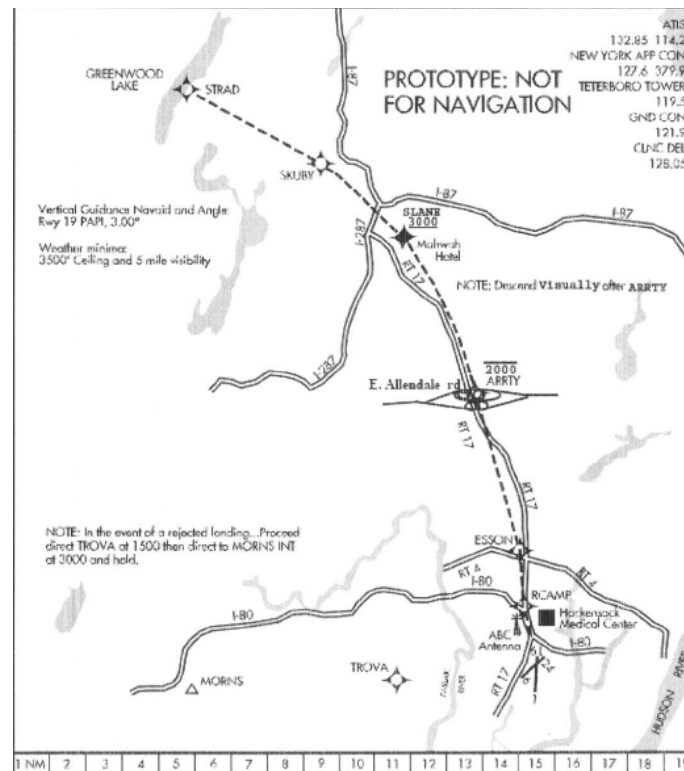 ATIS
132.85 114.2
NEW YORK APP CON
127.6 379.9
TETERBORO TOWER
119.5
GND CON
121.9
CLNC DEL
128.05
PROTOTYPE: NOT
FOR NAVIGATION
GREENWOOD
LAKE
STRAD
I-87
SKUBY
Vertical Guidance Navaid and Angle:
Rwy 19 PAPI, 3.00°
Weather minima:
3500' Ceiling and 5 mile visibility
I-87
I-87
SLANE
3000
Mahwah
Hotel
I-287
RT 17
NOTE: Descend Visually after ARRTY
I-287
2000
ARRTY
E. Allendale rd
RT 17
RT 17
NOTE: In the event of a rejected landing...Proceed
direct TROVA at 1500 then direct to MORNS INT
at 3000 and hold.
ESSON
RT 4
RT 4
I-80
I-80
RCAMP
Hackensack
Medical Center
ABC
Antenna
I-80
TROVA
MORNS
PASSAIC
RIVER
RT 17
19
24
6
1
HUDSON RIVER
1 NM 2 3 4 5 6 7 8 9 10 11 12 13 14 15 16 17 18 19